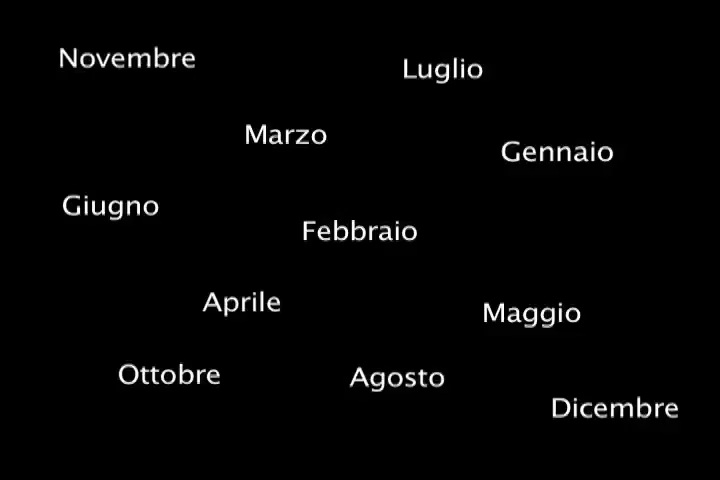 Novembre
Luglio
Marzo
Gennaio
Giugno
Febbraio
Aprile
Maggio
Ottobre
Agosto
Dicembre